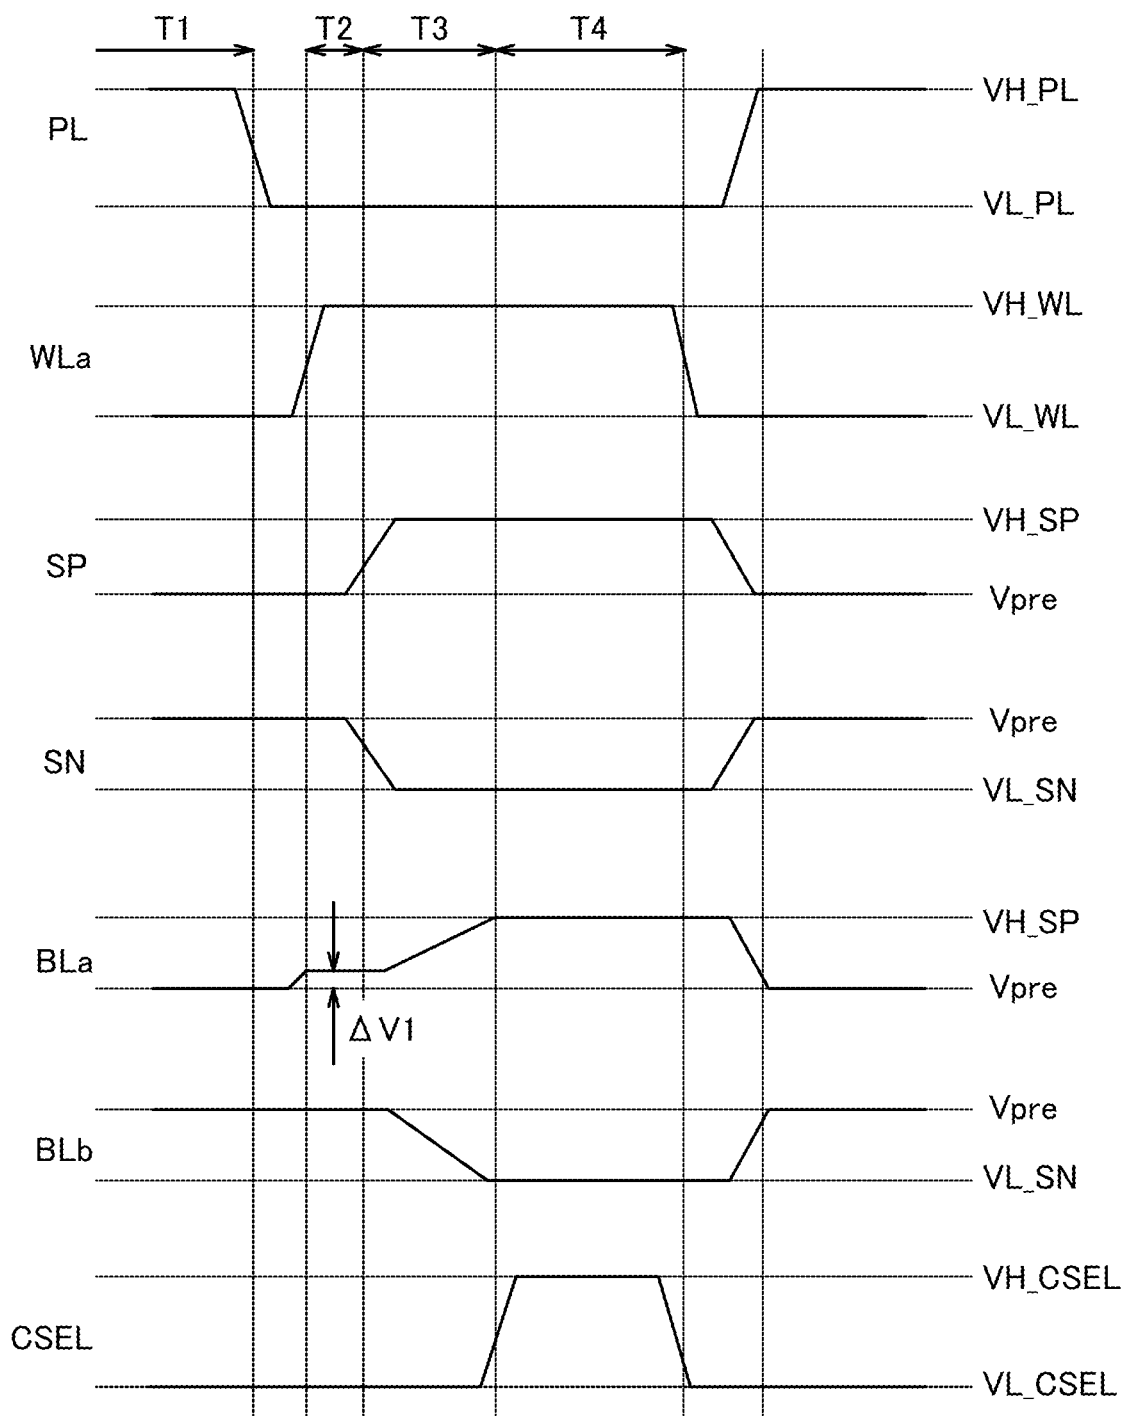 T1 T2 T3 T4
VH_PL
PL
VL_PL
VH_WL
WLa
VL_WL
VH_SP
SP
Vpre
Vpre
SN
VL_SN
VH_SP
BLa
Vpre
ΔV1
Vpre
BLb
VL_SN
VH_CSEL
CSEL
VL_CSEL